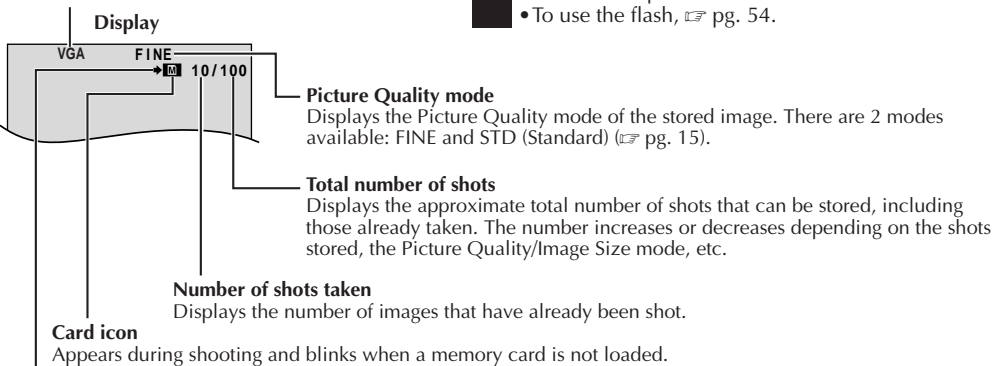 • To use the flash, ☞ pg. 54.
Display
VGA FINE
M 10/100
Picture Quality mode
Displays the Picture Quality mode of the stored image. There are 2 modes
available: FINE and STD (Standard) (☞ pg. 15).
Total number of shots
Displays the approximate total number of shots that can be stored, including
those already taken. The number increases or decreases depending on the shots
stored, the Picture Quality/Image Size mode, etc.
Number of shots taken
Displays the number of images that have already been shot.
Card icon
Appears during shooting and blinks when a memory card is not loaded.